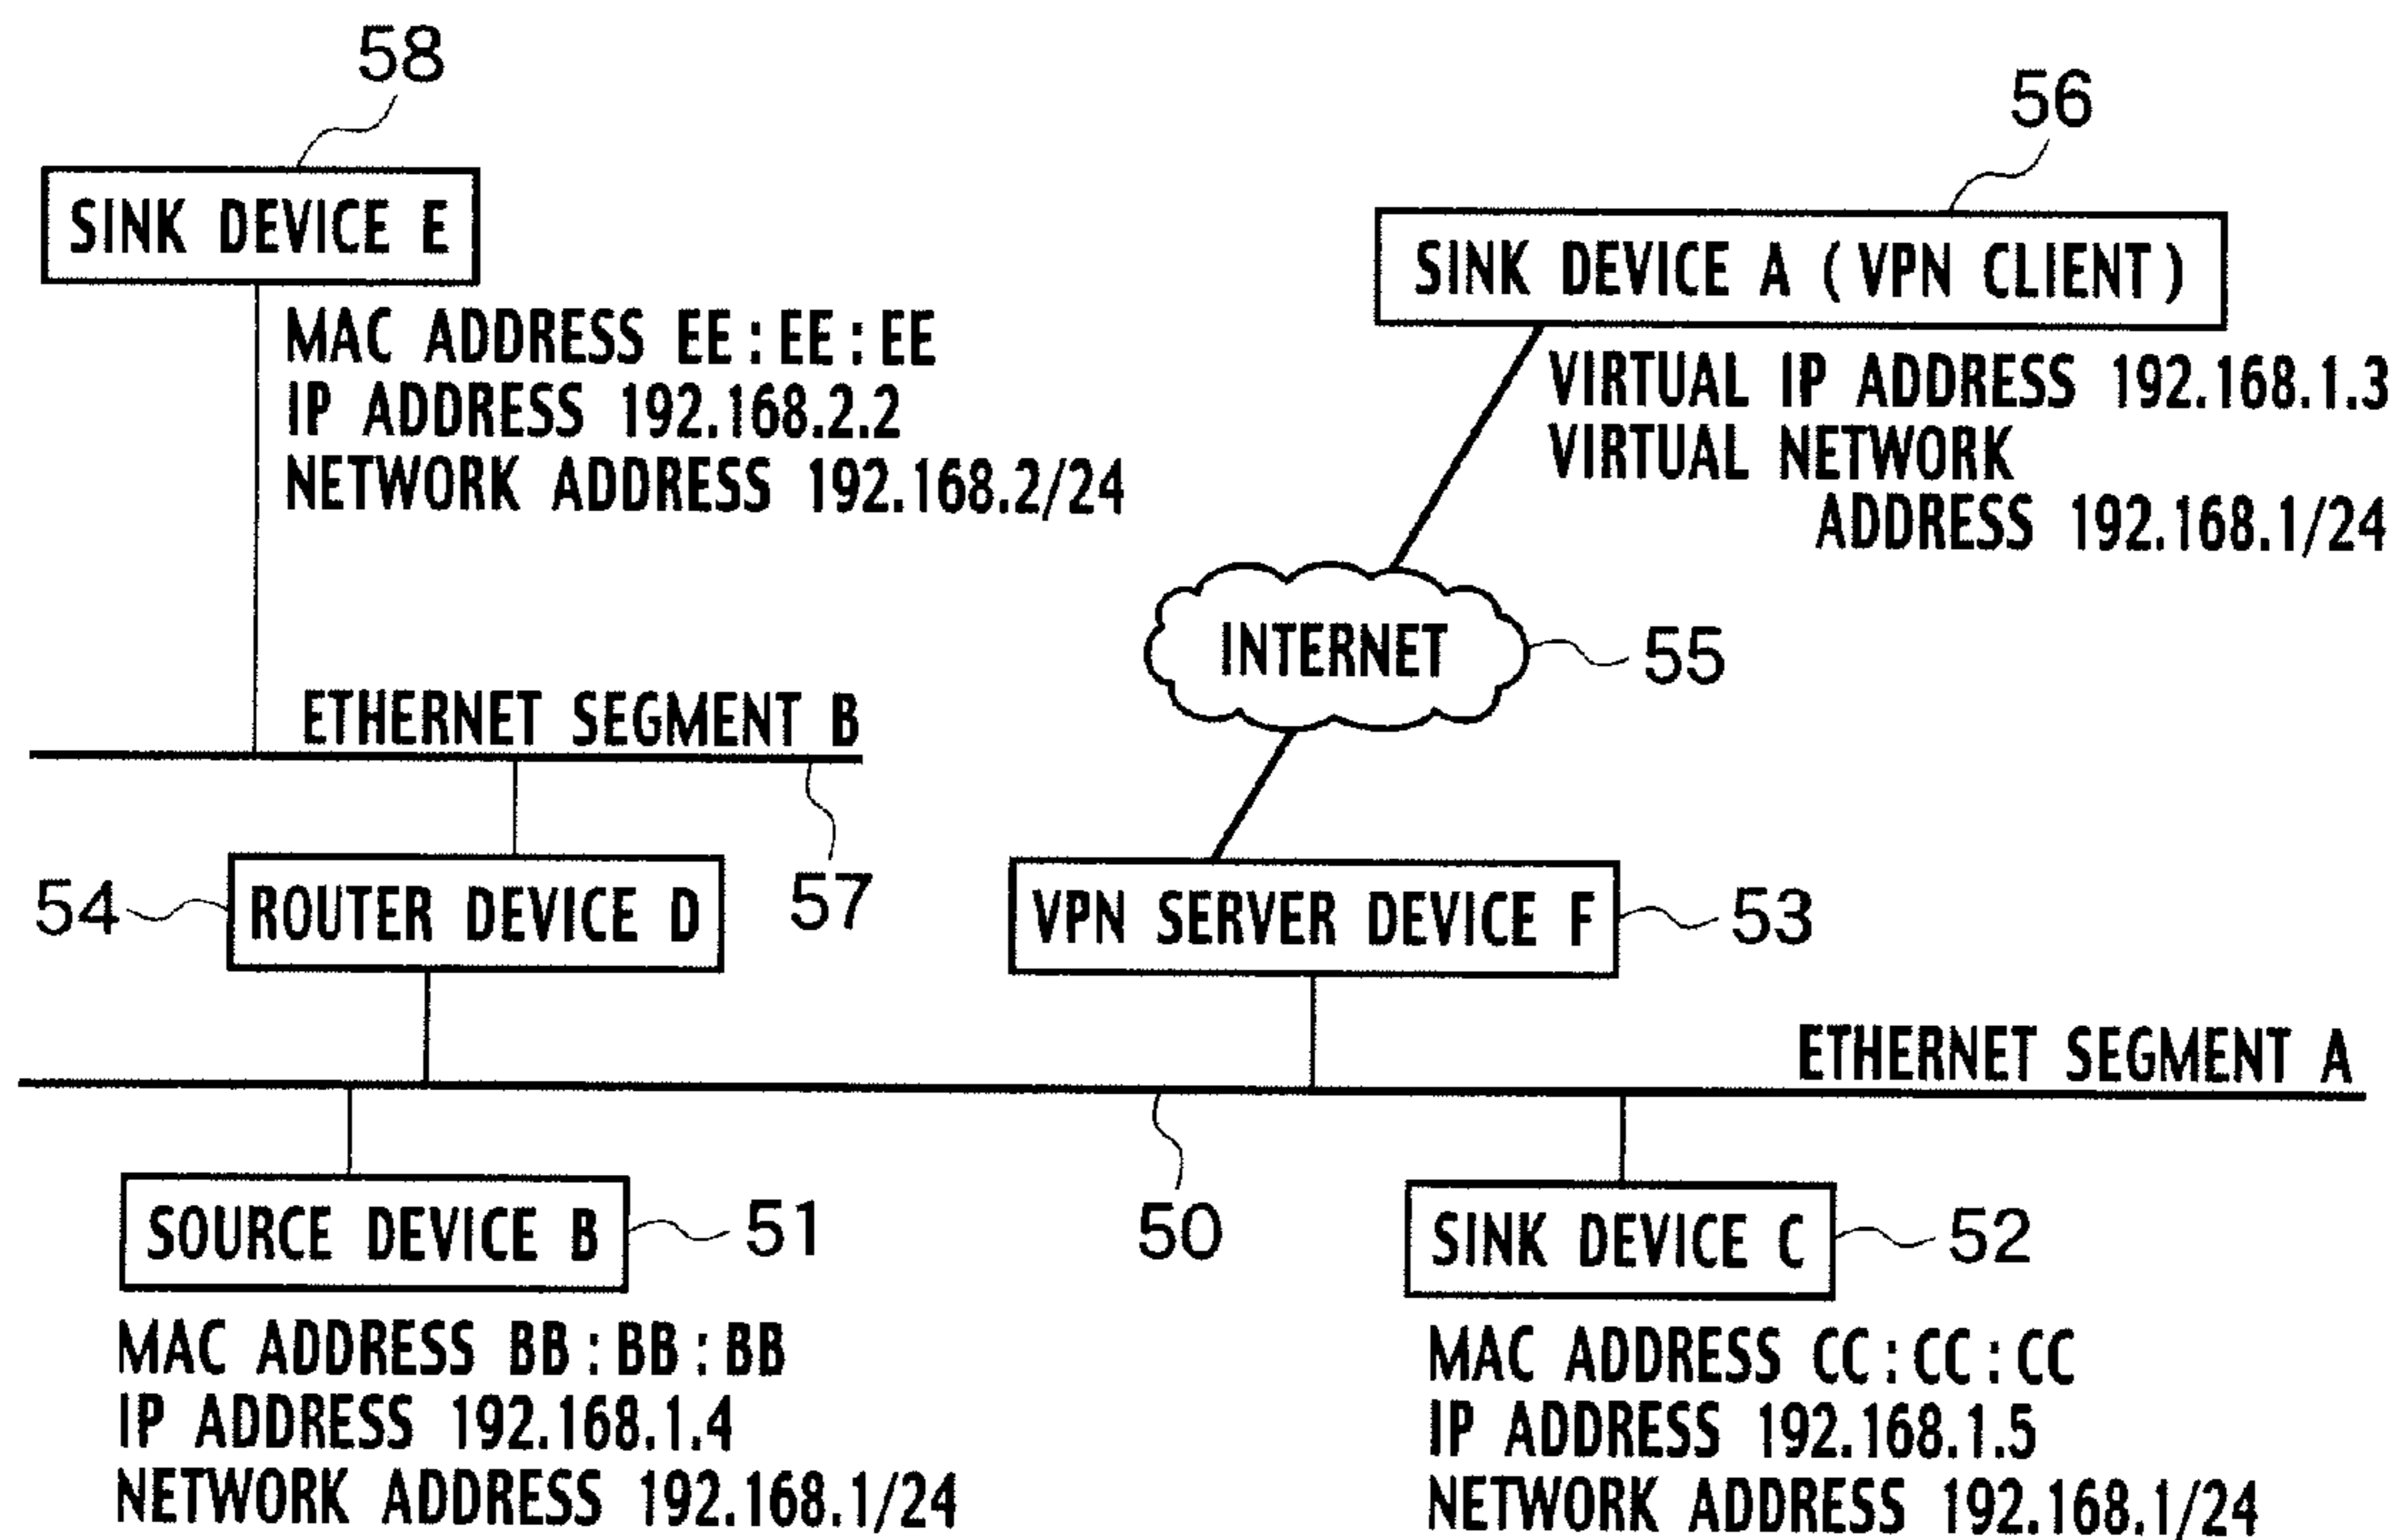 58
SINK DEVICE E
MAC ADDRESS EE:EE:EE
IP ADDRESS 192.168.2.2
NETWORK ADDRESS 192.168.2/24
56
SINK DEVICE A (VPN CLIENT)
VIRTUAL IP ADDRESS 192.168.1.3
VIRTUAL NETWORK
ADDRESS 192.168.1/24
INTERNET
55
ETHERNET SEGMENT B
57
54
ROUTER DEVICE D
VPN SERVER DEVICE F
53
ETHERNET SEGMENT A
50
SOURCE DEVICE B
51
MAC ADDRESS BB:BB:BB
IP ADDRESS 192.168.1.4
NETWORK ADDRESS 192.168.1/24
SINK DEVICE C
52
MAC ADDRESS CC:CC:CC
IP ADDRESS 192.168.1.5
NETWORK ADDRESS 192.168.1/24